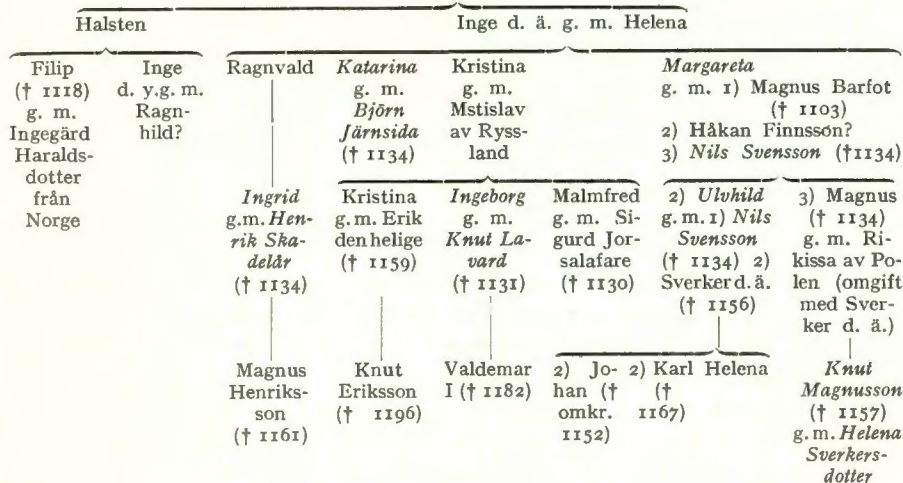 Halsten
Inge d. ä. g. m. Helena
Filip
(† 1118)
g. m.
Ingegärd
Haralds-
dotter
från
Norge
Inge
d. y.g. m.
Ragn-
hild?
Ragnvald
Katarina
g. m.
Björn
Järnsida
(† 1134)
Kristina
g. m.
Mstislav
av Ryss-
land
Margareta
g. m. 1) Magnus Barfot
(† 1103)
2) Håkan Finnsson?
3) Nils Svensson (†1134)
Ingrid
g.m. Hen-
rik Ska-
delår
(† 1134)
Kristina
g. m. Erik
den helige
(† 1159)
Ingeborg
g. m.
Knut La-
vard
(† 1131)
Malmfred
g. m. Si-
gurd Jor-
salafare
(† 1130)
2) Ulvhild
g. m. 1) Nils
Svensson
(† 1134) 2)
Sverker d. ä.
(† 1156)
3) Magnus
(† 1134)
g. m. Ri-
kissa av Po-
len (omgift
med Sver-
ker d. ä.)
Magnus
Henriks-
son
(† 1161)
Knut
Eriksson
(† 1196)
Valdemar
I († 1182)
2) Jo-
han (†
omkr.
1152)
2) Karl
(†
1167)
Helena
Knut
Magnusson
(† 1157)
g. m. Helena
Sverkers-
dotter